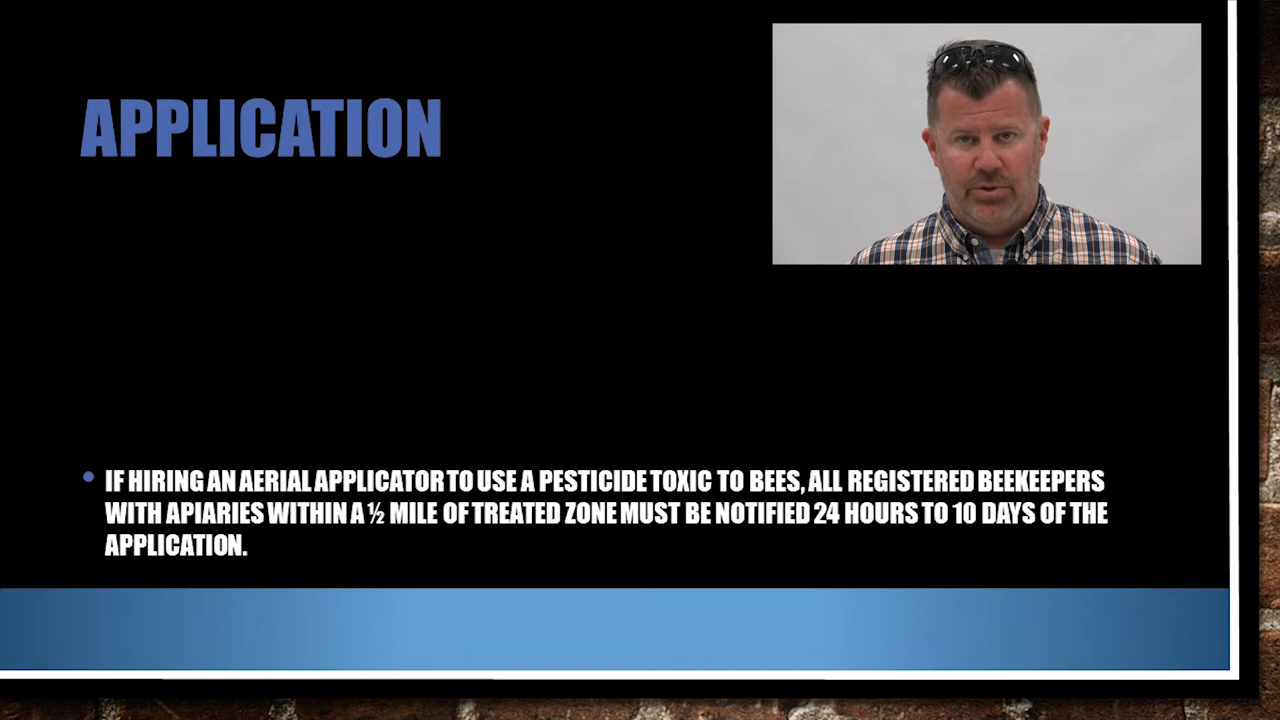 APPLICATION
IF HIRING AN AERIAL APPLICATOR TO USE A PESTICIDE TOXIC TO BEES, ALL REGISTERED BEEKEEPERS
WITH APIARIES WITHIN A ½ MILE OF TREATED ZONE MUST BE NOTIFIED 24 HOURS TO 10 DAYS OF THE
APPLICATION.